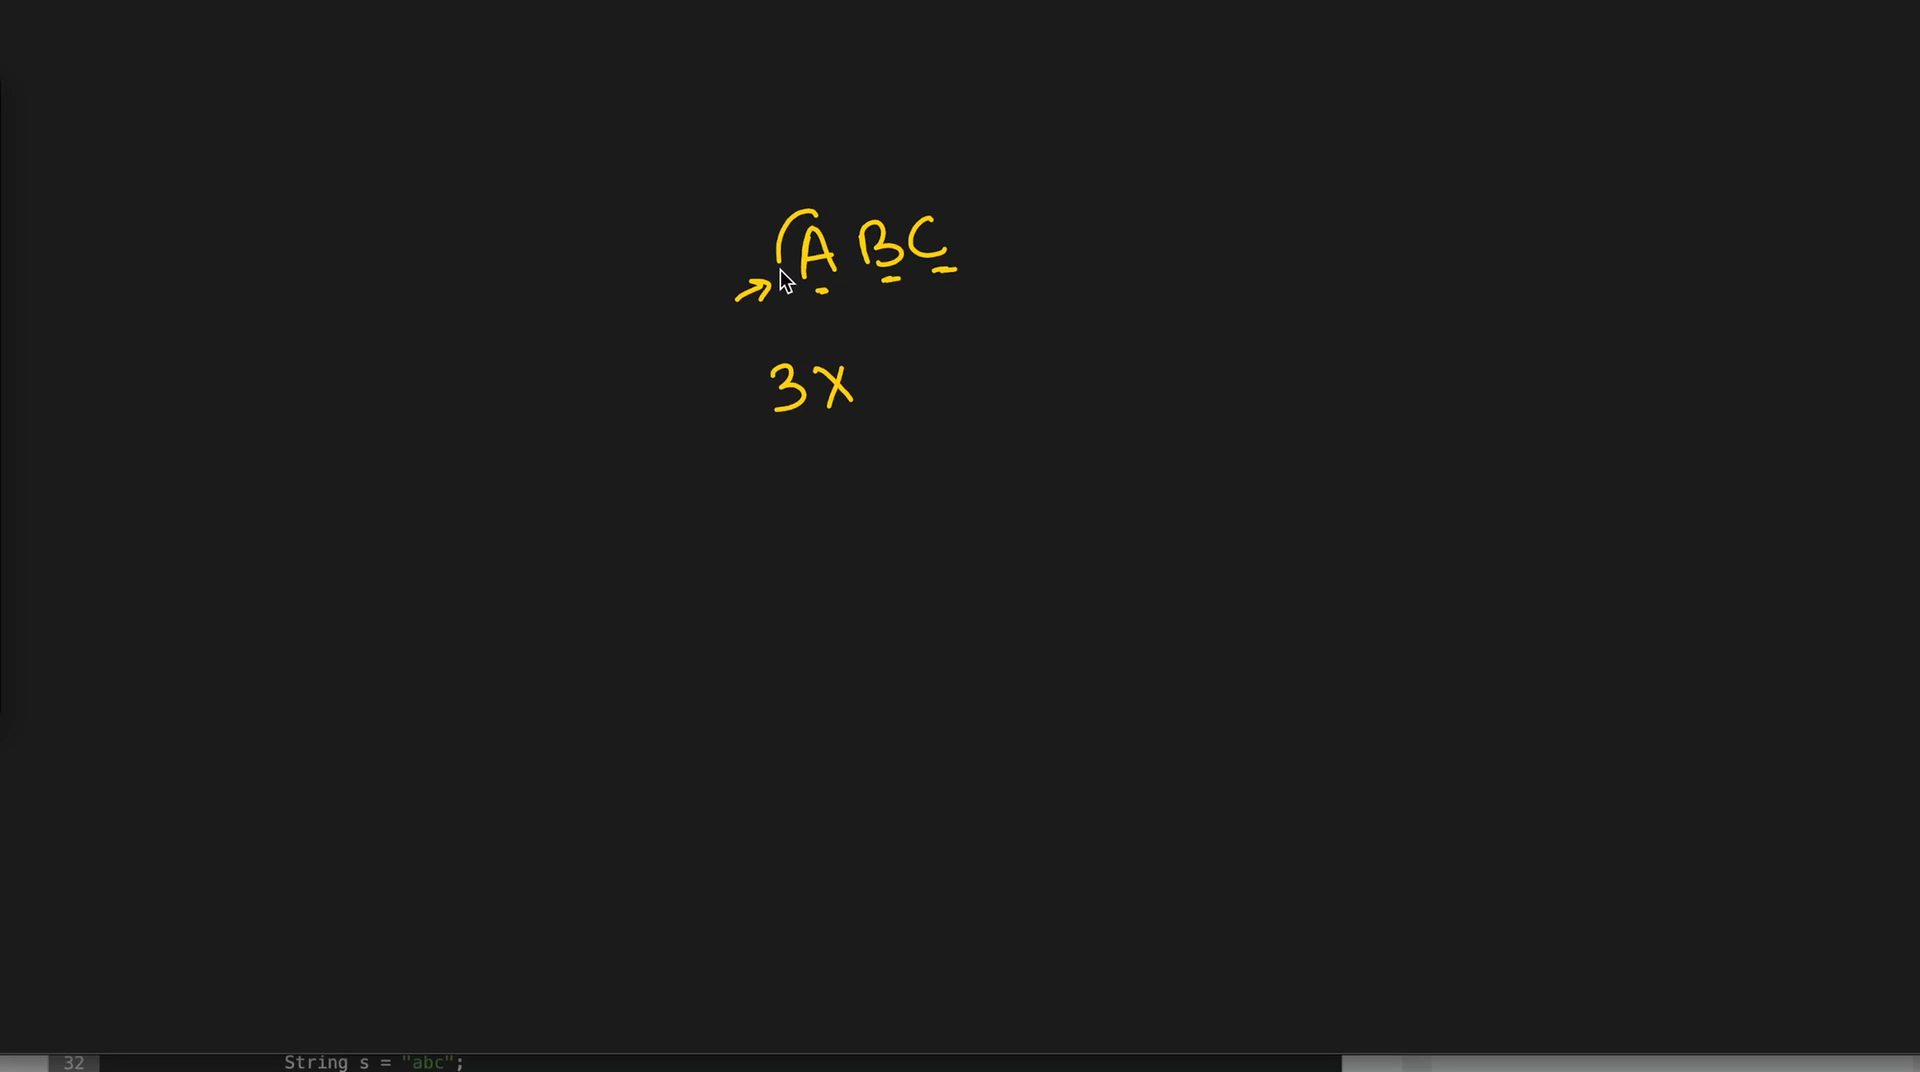 ABC
3X
32 String s = "abc";